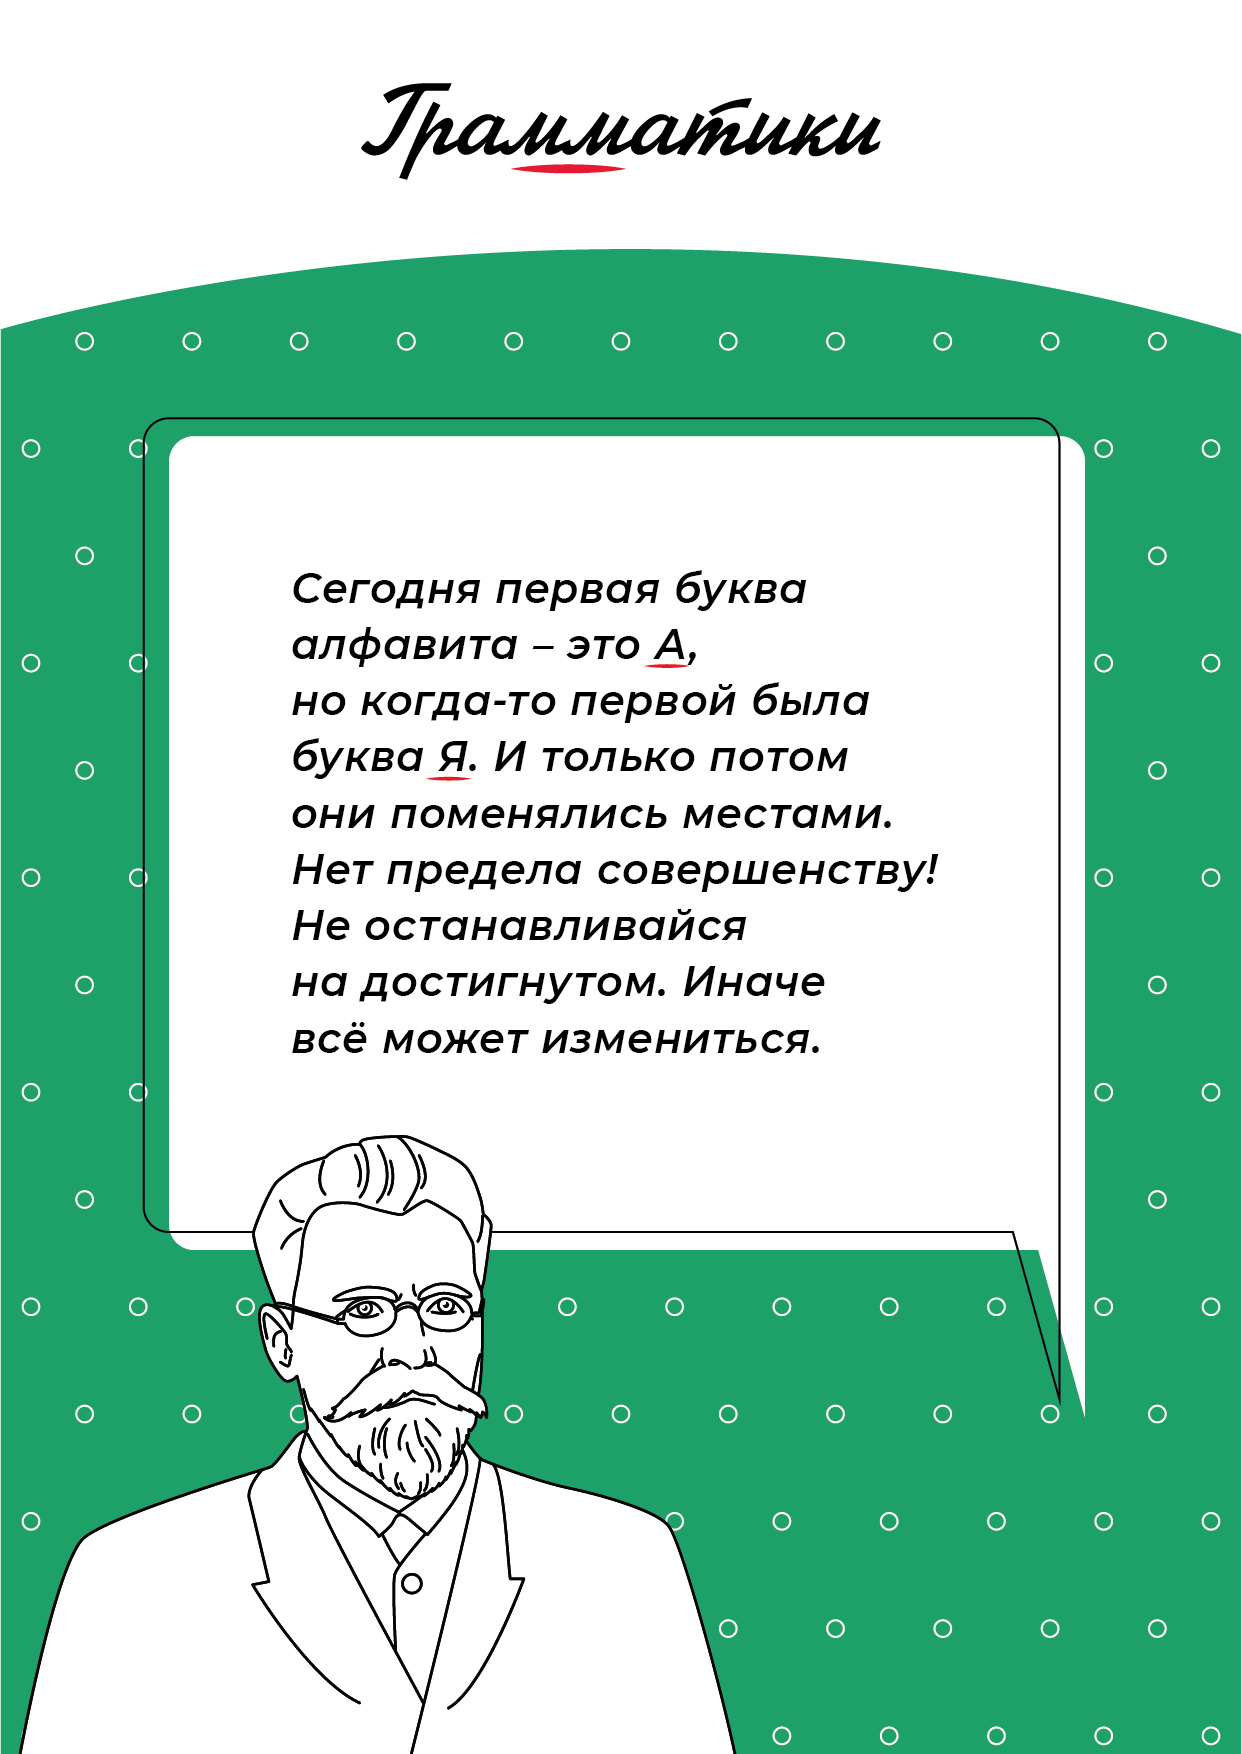 Грамматики
Сегодня первая буква
алфавита – это А,
но когда-то первой была
буква Я. И только потом
они поменялись местами.
Нет предела совершенству!
Не останавливайся
на достигнутом. Иначе
всё может измениться.